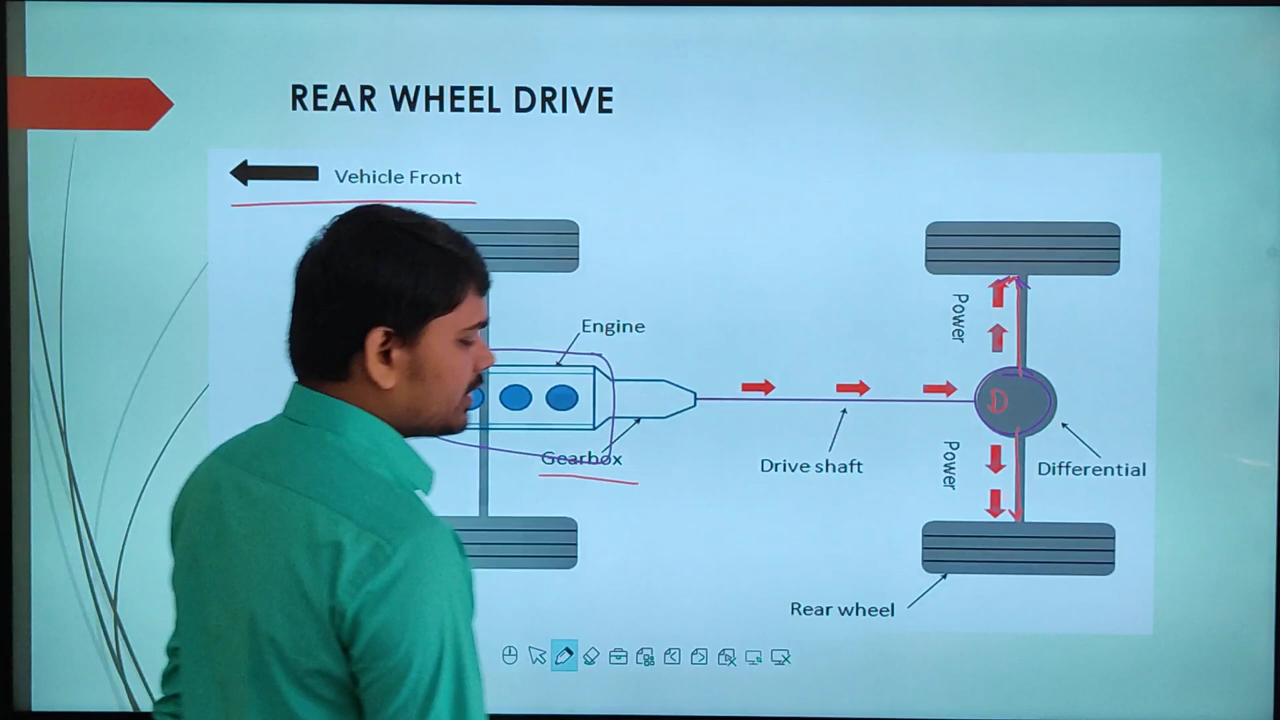 REAR WHEEL DRIVE
Vehicle Front
Engine
Power
Gearbox
Drive shaft
D
Power
Differential
Rear wheel